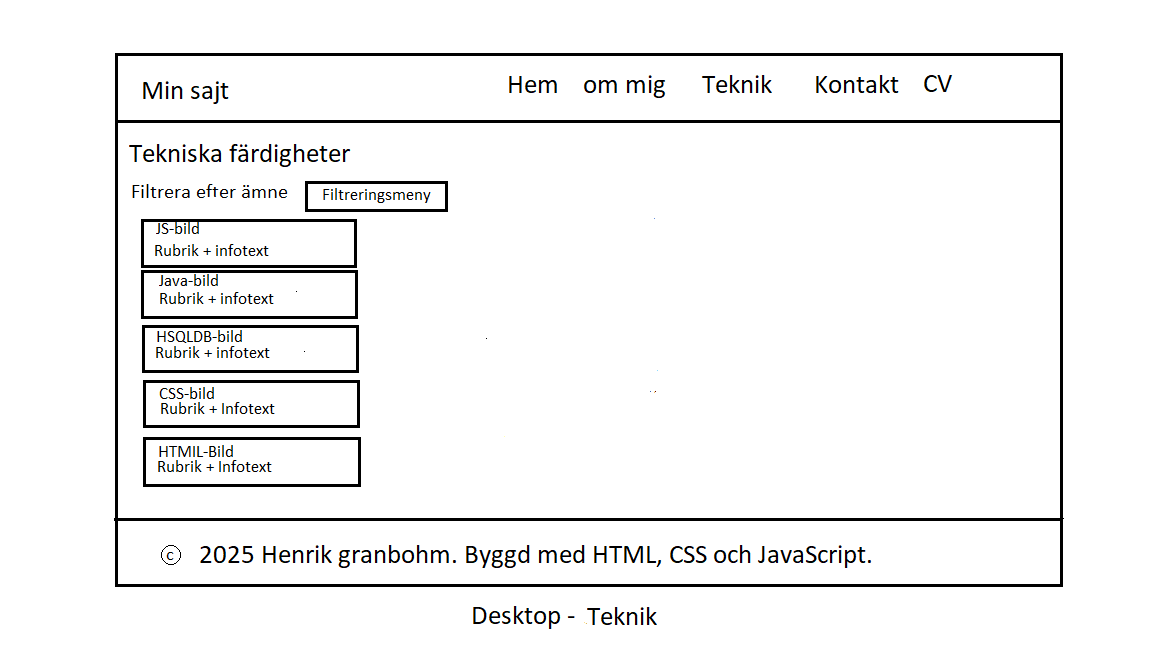 Min sajt Hem om mig Teknik Kontakt CV
Tekniska färdigheter
Filtrera efter ämne Filtreringsmeny
JS-bild
Rubrik + infotext
Java-bild
Rubrik + infotext
HSQLDB-bild
Rubrik + infotext
CSS-bild
Rubrik + Infotext
HTMIL-Bild
Rubrik + Infotext
© 2025 Henrik granbohm. Byggd med HTML, CSS och JavaScript.
Desktop - Teknik